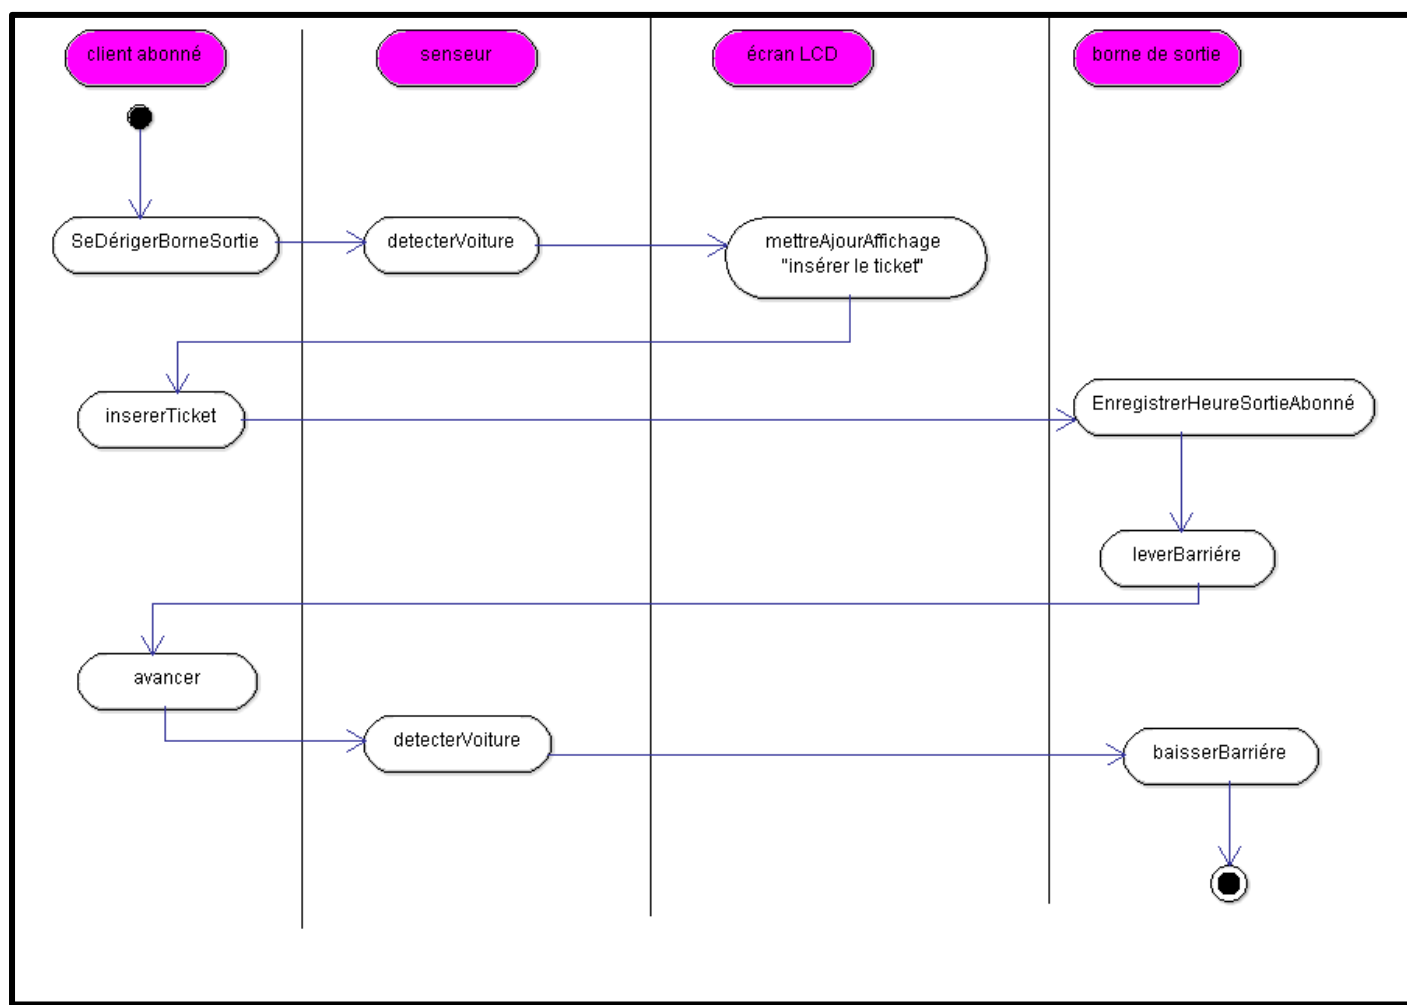 client abonné
senseur
écran LCD
borne de sortie
SeDérigerBorneSortie
detecterVoiture
mettreAjourAffichage
"insérer le ticket"
insererTicket
EnregistrerHeureSortieAbonné
leverBarriére
avancer
detecterVoiture
baisserBarriére